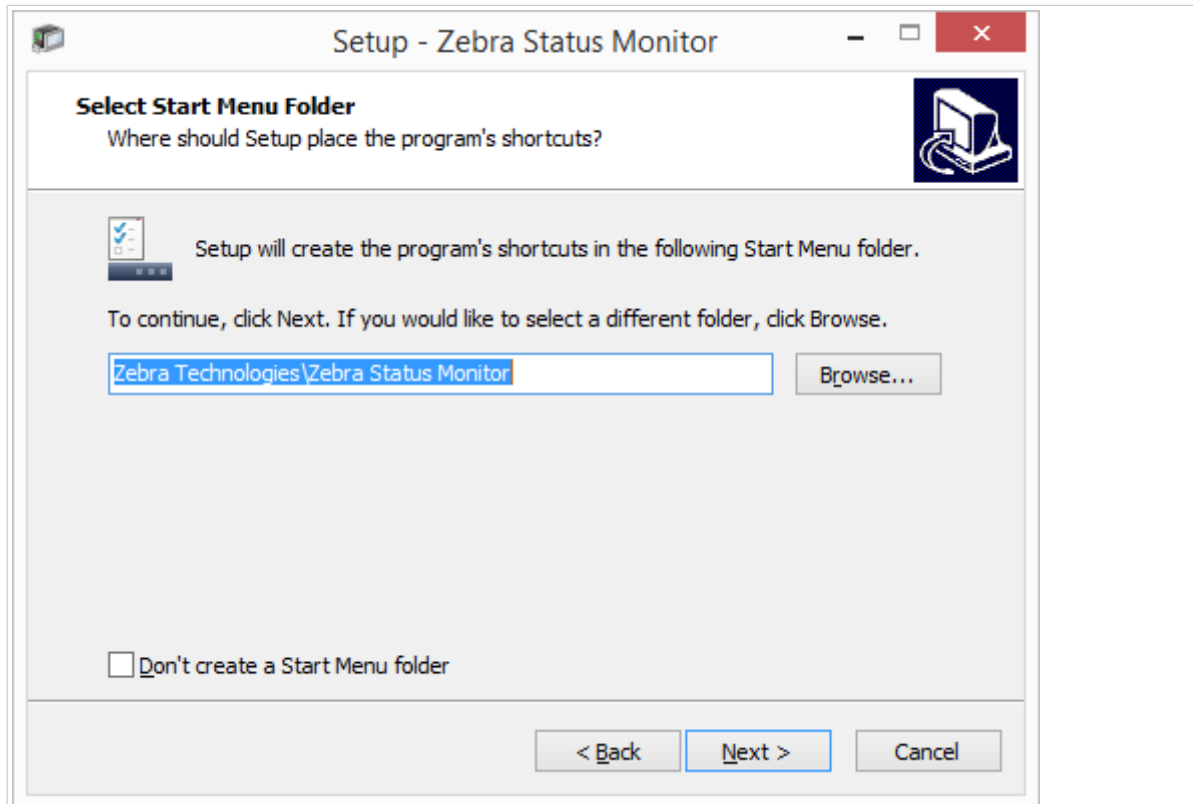 Setup - Zebra Status Monitor
Select Start Menu Folder
Where should Setup place the program's shortcuts?
Setup will create the program's shortcuts in the following Start Menu folder.
To continue, click Next. If you would like to select a different folder, click Browse.
Zebra Technologies\Zebra Status Monitor
Browse...
Don't create a Start Menu folder
< Back
Next >
Cancel